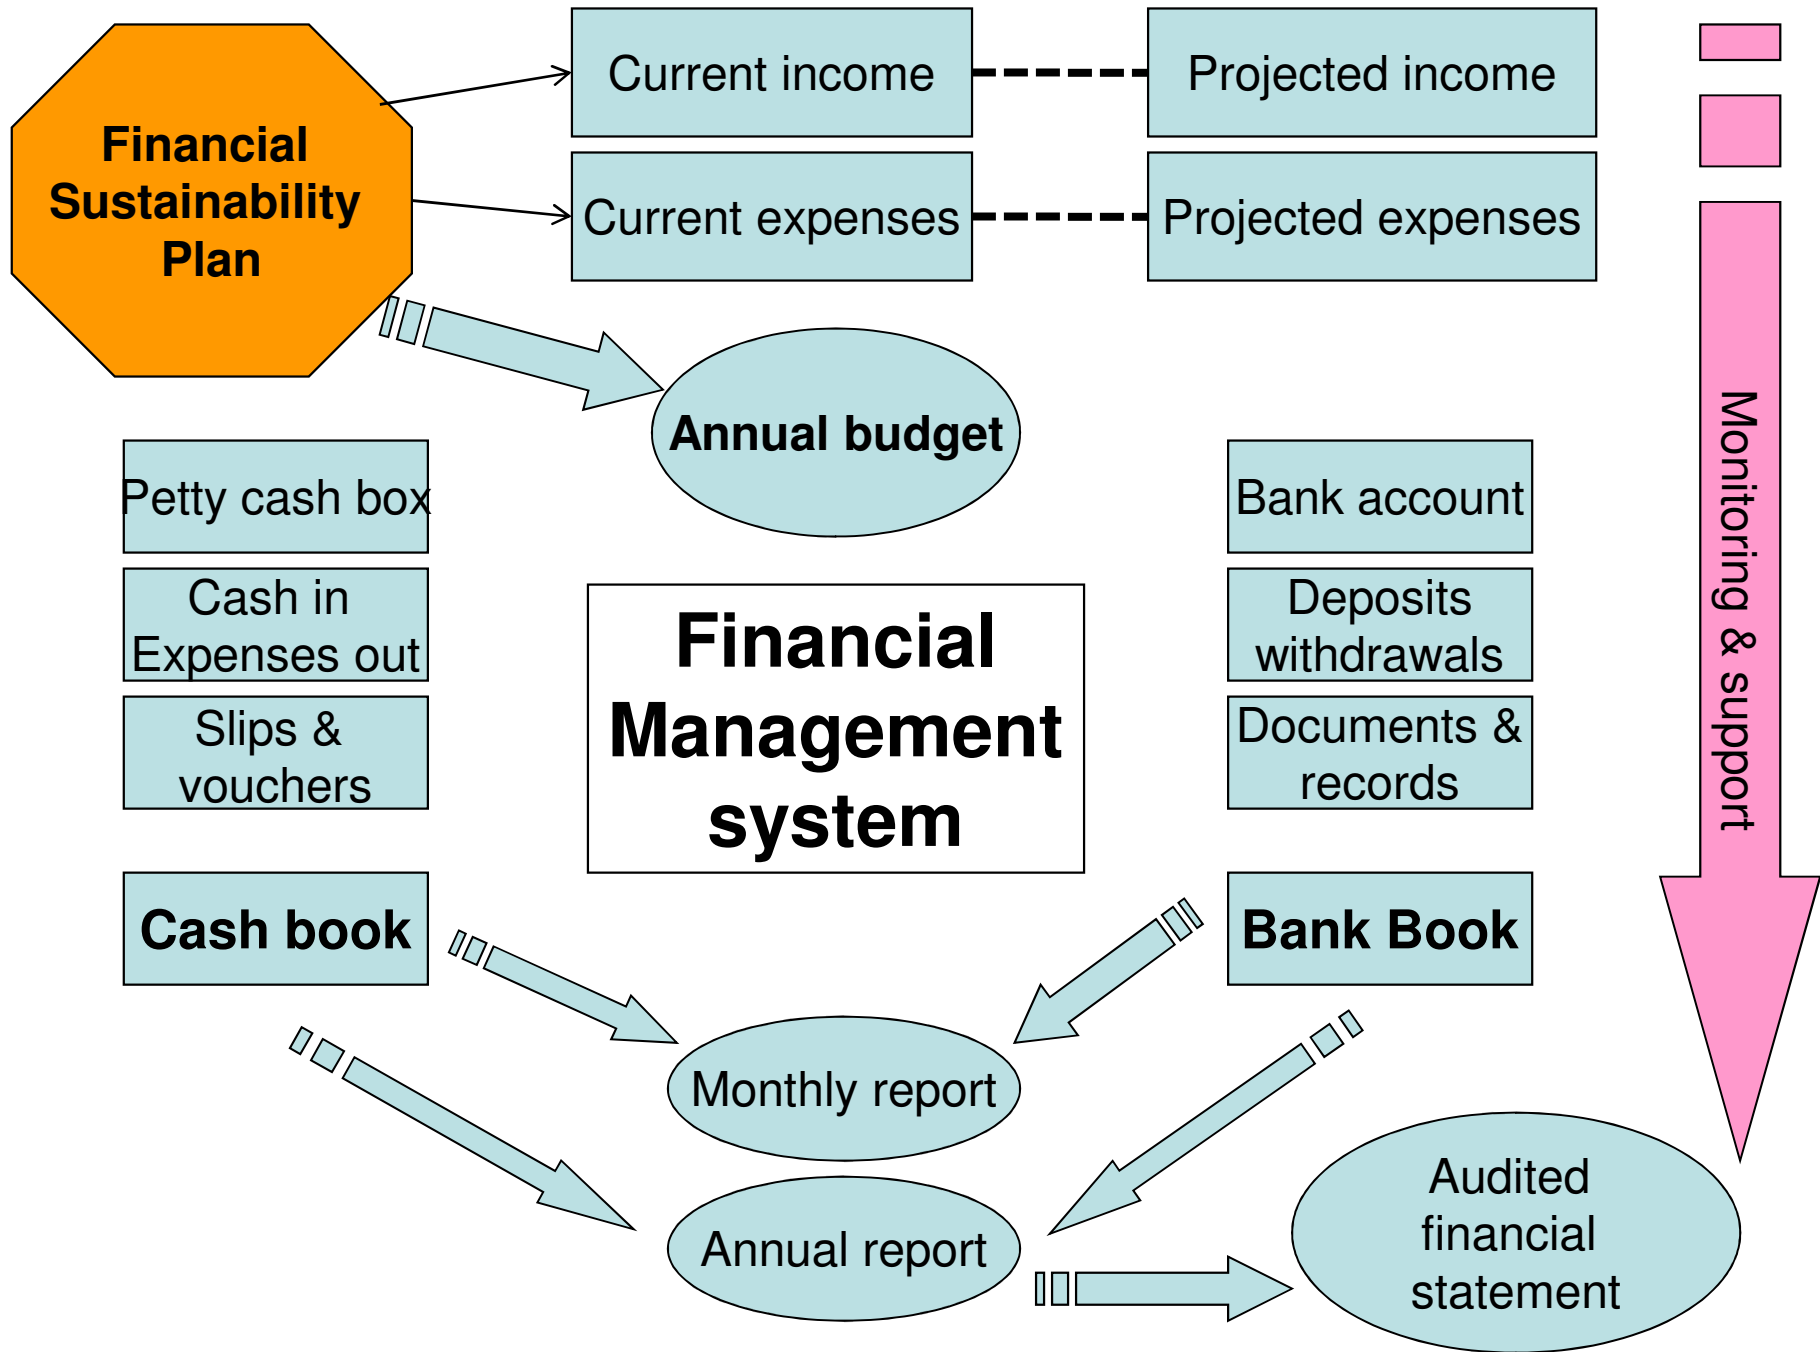 Financial
Sustainability
Plan
Current income
Projected income
Current expenses
Projected expenses
Annual budget
Petty cash box
Cash in
Expenses out
Slips &
vouchers
Cash book
Financial
Management
system
Bank account
Deposits
withdrawals
Documents &
records
Bank Book
Monthly report
Annual report
Audited
financial
statement
Monitoring & support